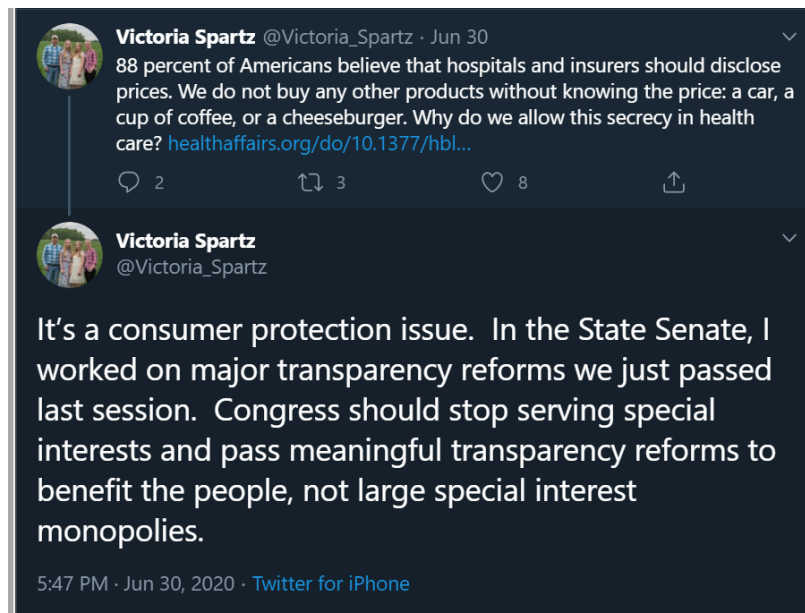 Victoria Spartz @Victoria_Spartz · Jun 30
88 percent of Americans believe that hospitals and insurers should disclose
prices. We do not buy any other products without knowing the price: a car, a
cup of coffee, or a cheeseburger. Why do we allow this secrecy in health
care? healthaffairs.org/do/10.1377/hbl...
2 3 8
Victoria Spartz
@Victoria_Spartz
It’s a consumer protection issue.  In the State Senate, I
worked on major transparency reforms we just passed
last session.  Congress should stop serving special
interests and pass meaningful transparency reforms to
benefit the people, not large special interest
monopolies.
5:47 PM · Jun 30, 2020 · Twitter for iPhone